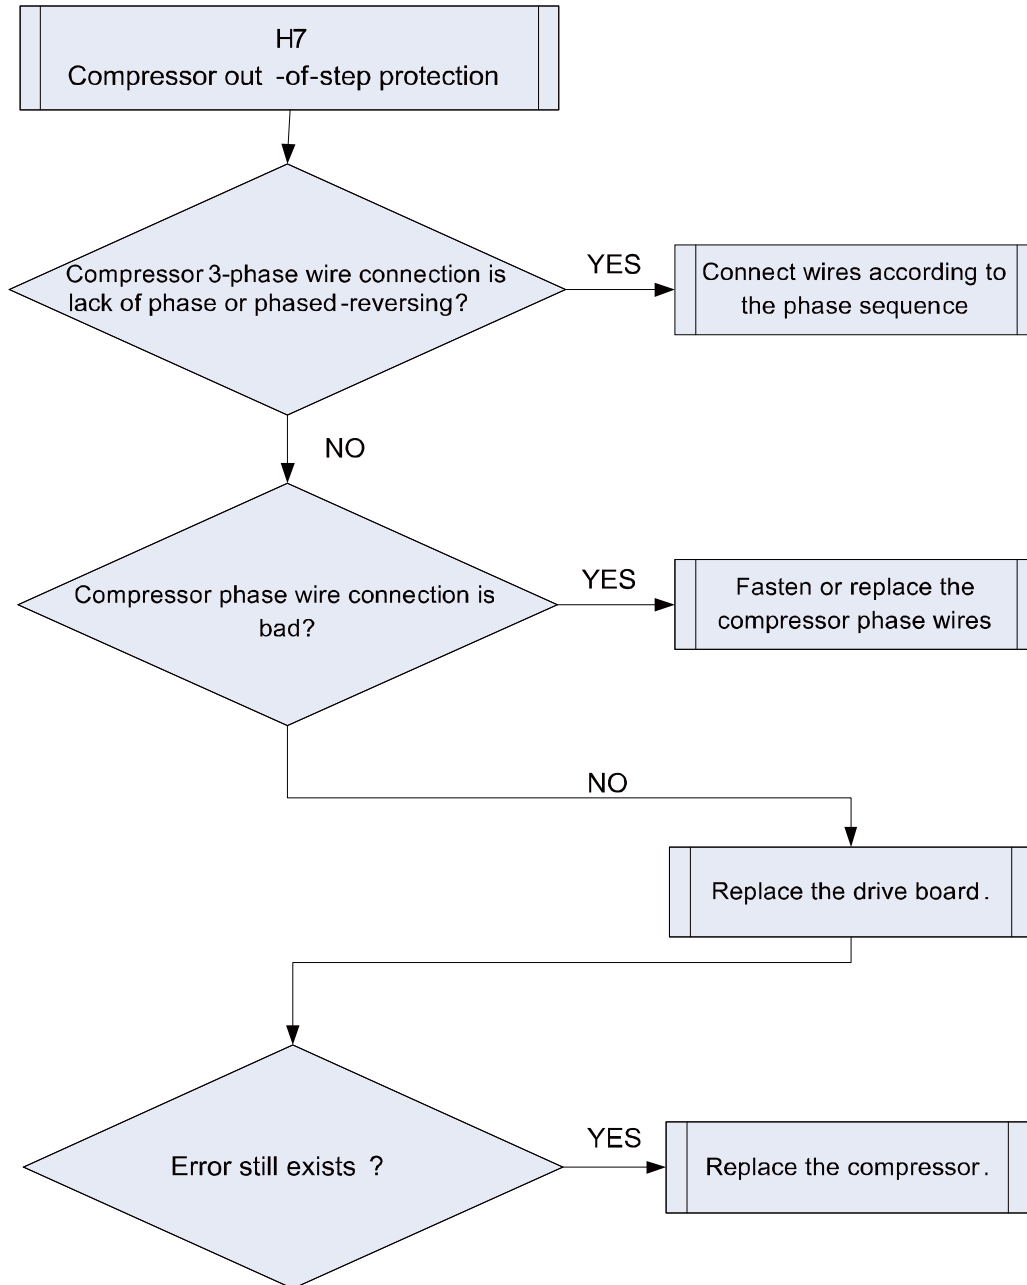 H7
Compressor out -of-step protection
Compressor 3-phase wire connection is
lack of phase or phased-reversing?
YES
Connect wires according to
the phase sequence
NO
Compressor phase wire connection is
bad?
YES
Fasten or replace the
compressor phase wires
NO
Replace the drive board.
Error still exists ?
YES
Replace the compressor.